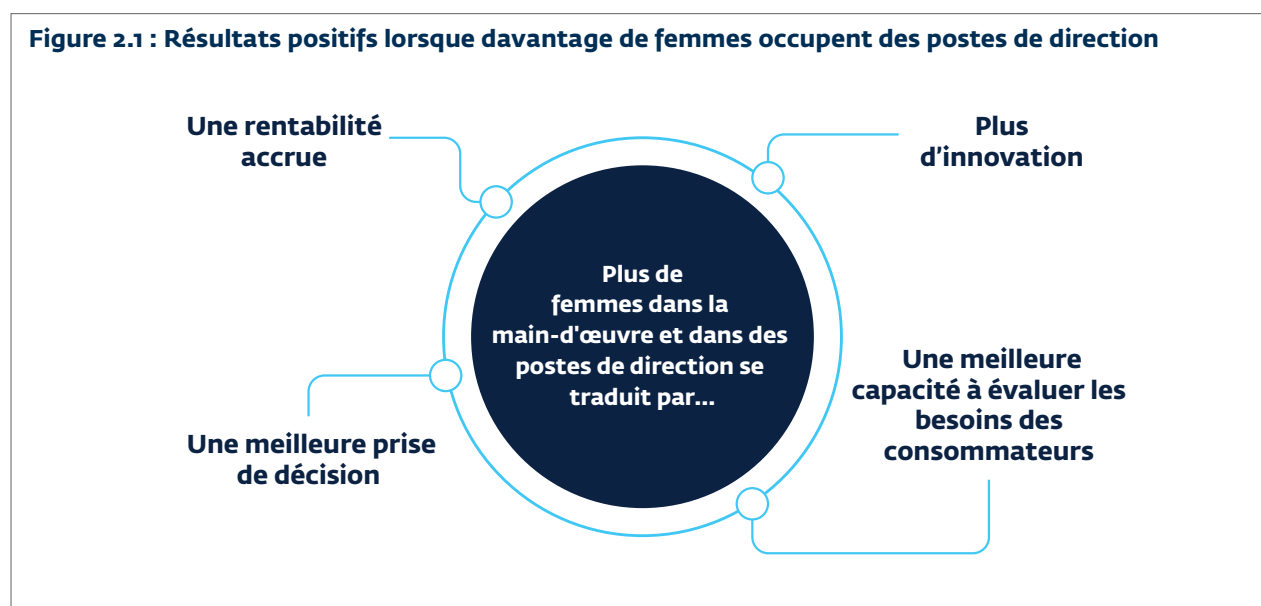 Figure 2.1 : Résultats positifs lorsque davantage de femmes occupent des postes de direction
Une rentabilité
accrue
Plus
d’innovation
Plus de
femmes dans la
main-d'œuvre et dans des
postes de direction se
traduit par...
Une meilleure prise
de décision
Une meilleure
capacité à évaluer les
besoins des
consommateurs